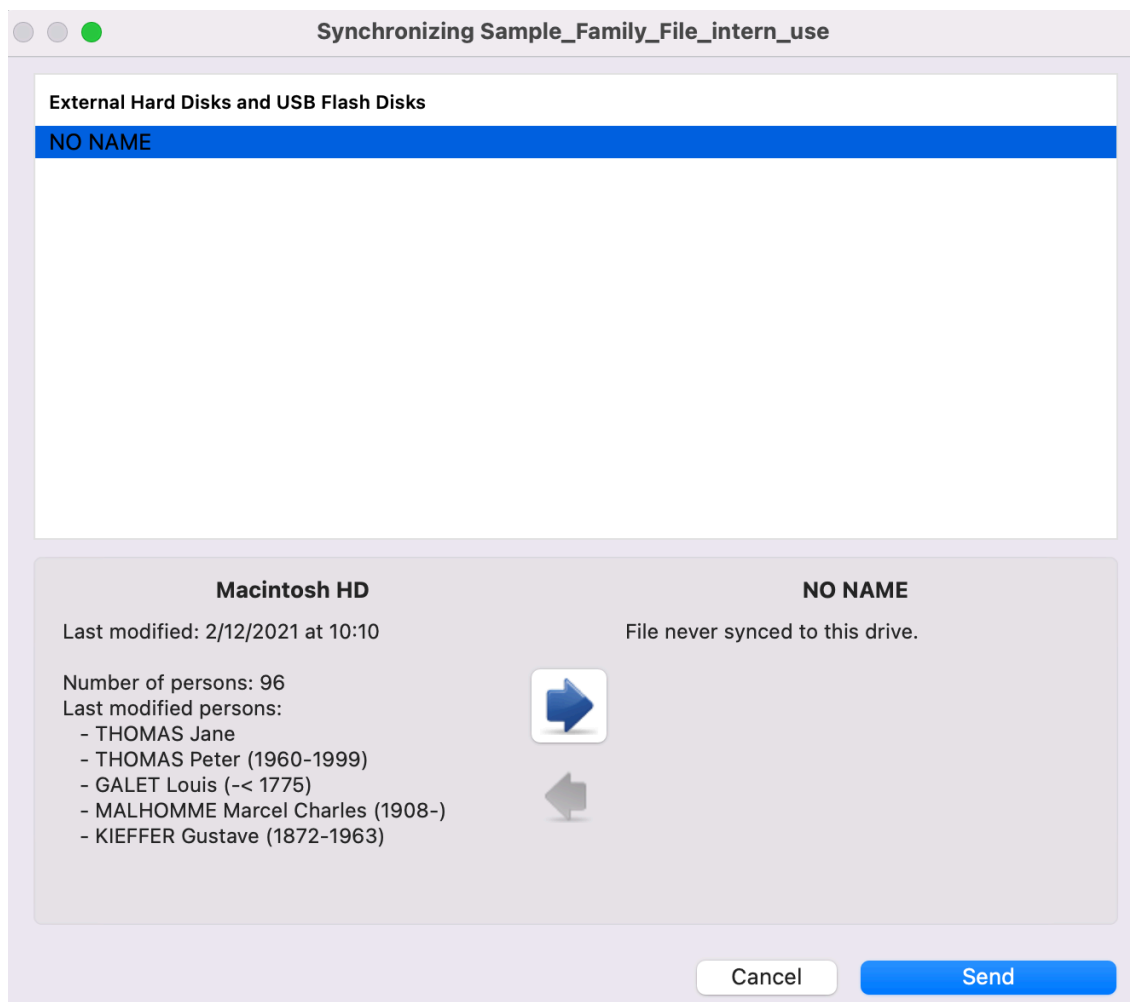 Synchronizing Sample_Family_File_intern_use
External Hard Disks and USB Flash Disks
NO NAME
Macintosh HD
Last modified: 2/12/2021 at 10:10
Number of persons: 96
Last modified persons:
- THOMAS Jane
- THOMAS Peter (1960-1999)
- GALET Louis (-< 1775)
- MALHOMME Marcel Charles (1908-)
- KIEFFER Gustave (1872-1963)
NO NAME
File never synced to this drive.
Cancel
Send